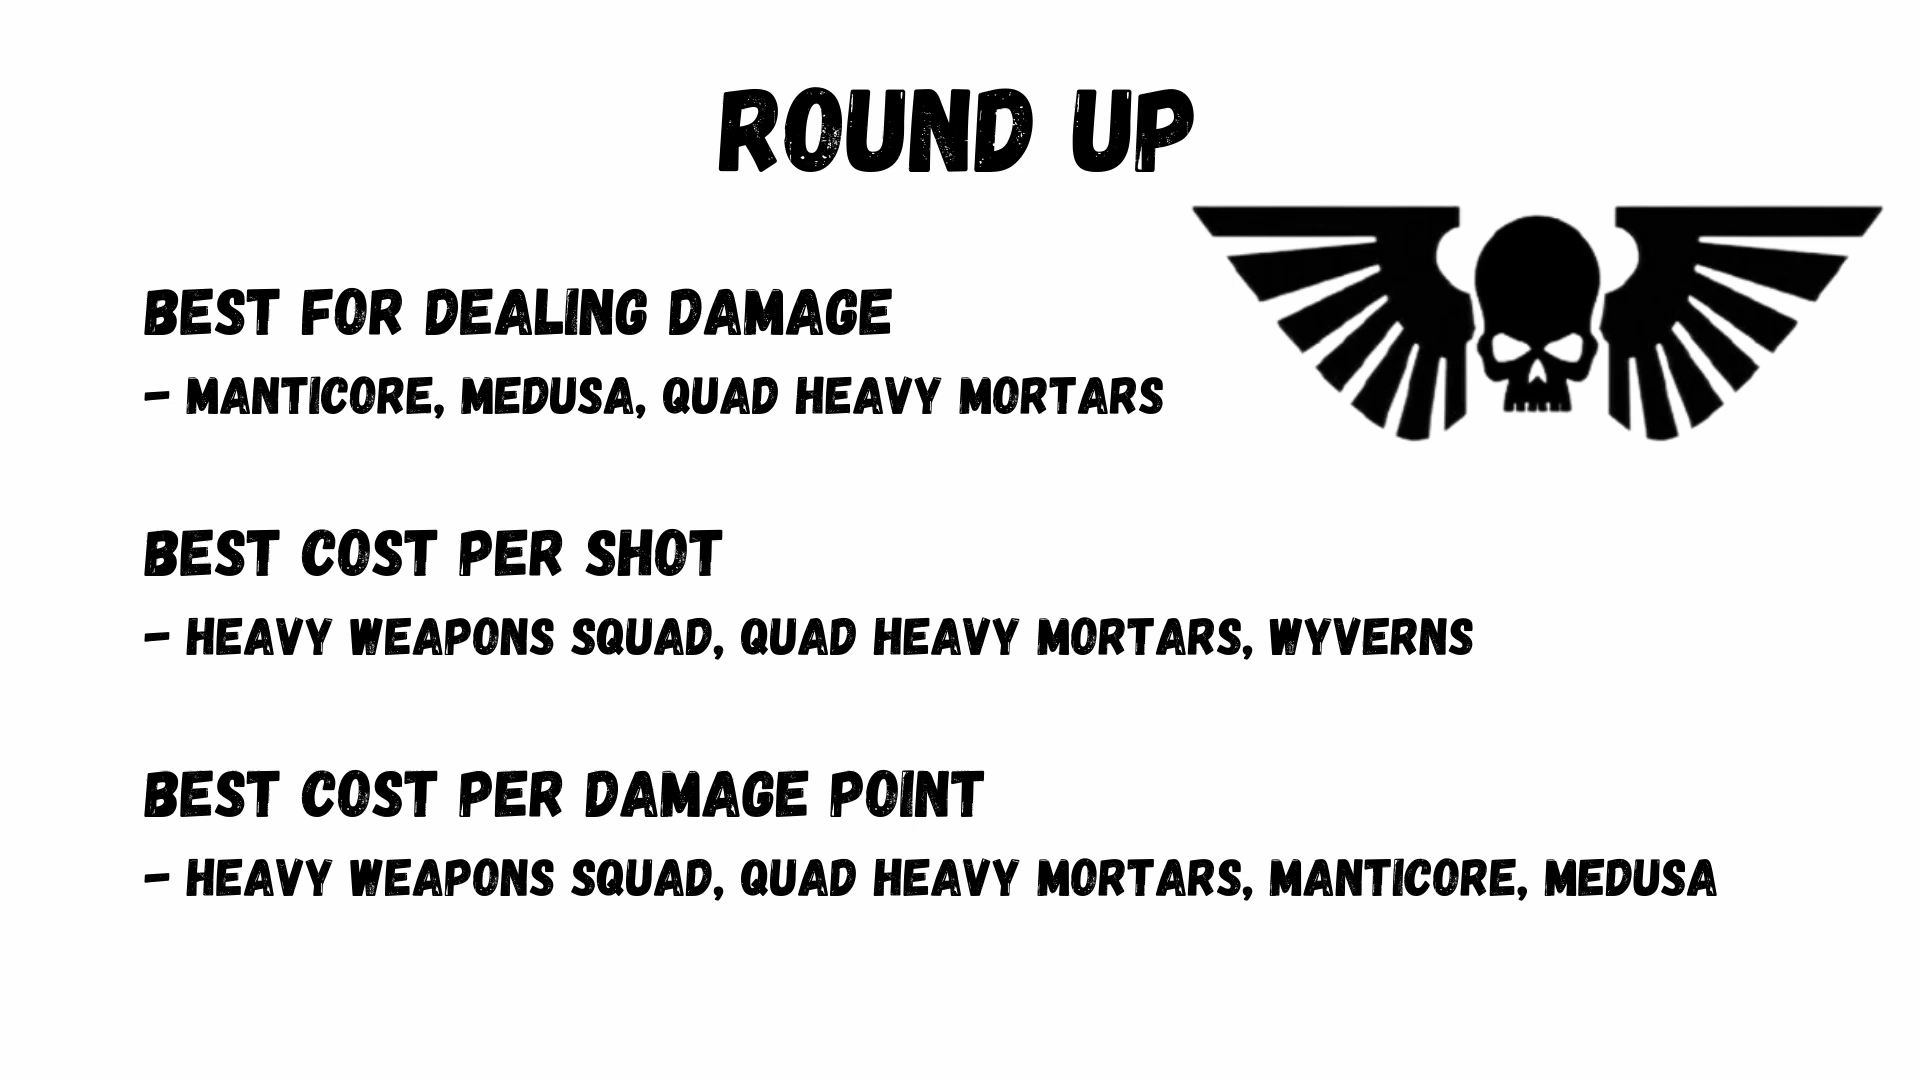 ROUND UP
BEST FOR DEALING DAMAGE
- MANTICORE, MEDUSA, QUAD HEAVY MORTARS
BEST COST PER SHOT
- HEAVY WEAPONS SQUAD, QUAD HEAVY MORTARS, WYVERNS
BEST COST PER DAMAGE POINT
- HEAVY WEAPONS SQUAD, QUAD HEAVY MORTARS, MANTICORE, MEDUSA